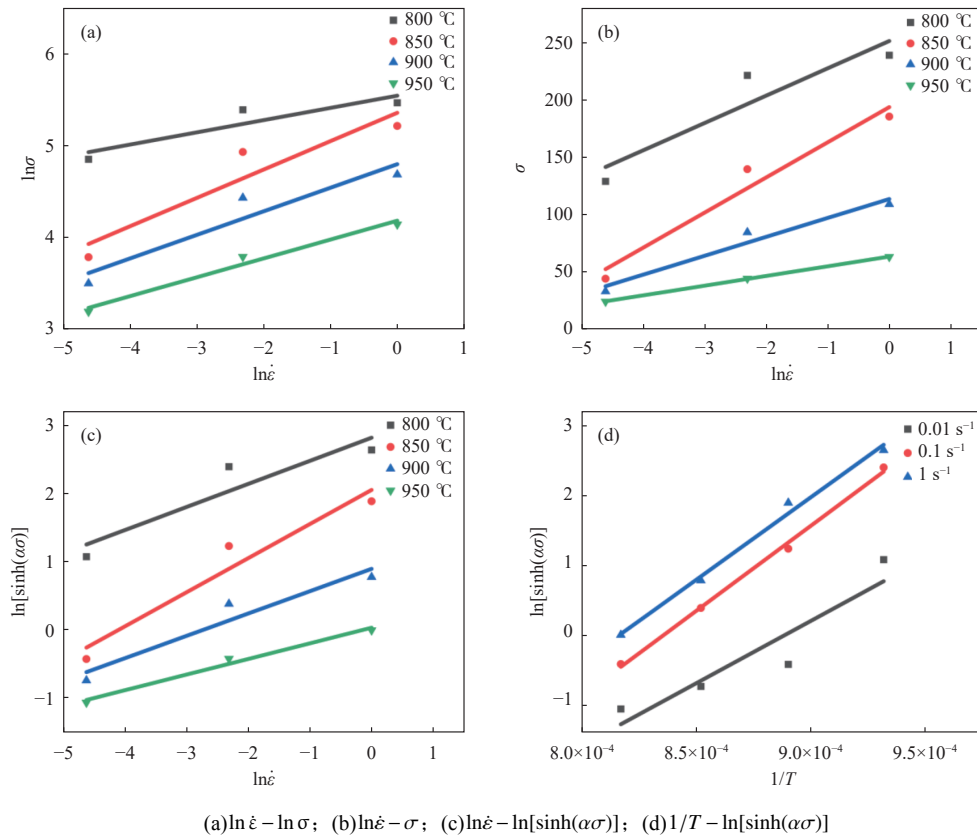 (a)
800 ℃
850 ℃
900 ℃
950 ℃
6
5
4
3
lnσ
−5 −4 −3 −2 −1 0 1
lnε̇
(b)
800 ℃
850 ℃
900 ℃
950 ℃
250
200
150
100
50
0
σ
−5 −4 −3 −2 −1 0 1
lnε̇
(c)
800 ℃
850 ℃
900 ℃
950 ℃
3
2
1
0
−1
ln[sinh(ασ)]
−5 −4 −3 −2 −1 0 1
lnε̇
(d)
0.01 s⁻¹
0.1 s⁻¹
1 s⁻¹
3
2
1
0
−1
ln[sinh(ασ)]
8.0×10⁻⁴ 8.5×10⁻⁴ 9.0×10⁻⁴ 9.5×10⁻⁴
1/T
(a)ln ε̇ − ln σ；(b)lnε̇ − σ；(c)lnε̇ − ln[sinh(ασ)]；(d)1/T − ln[sinh(ασ)]